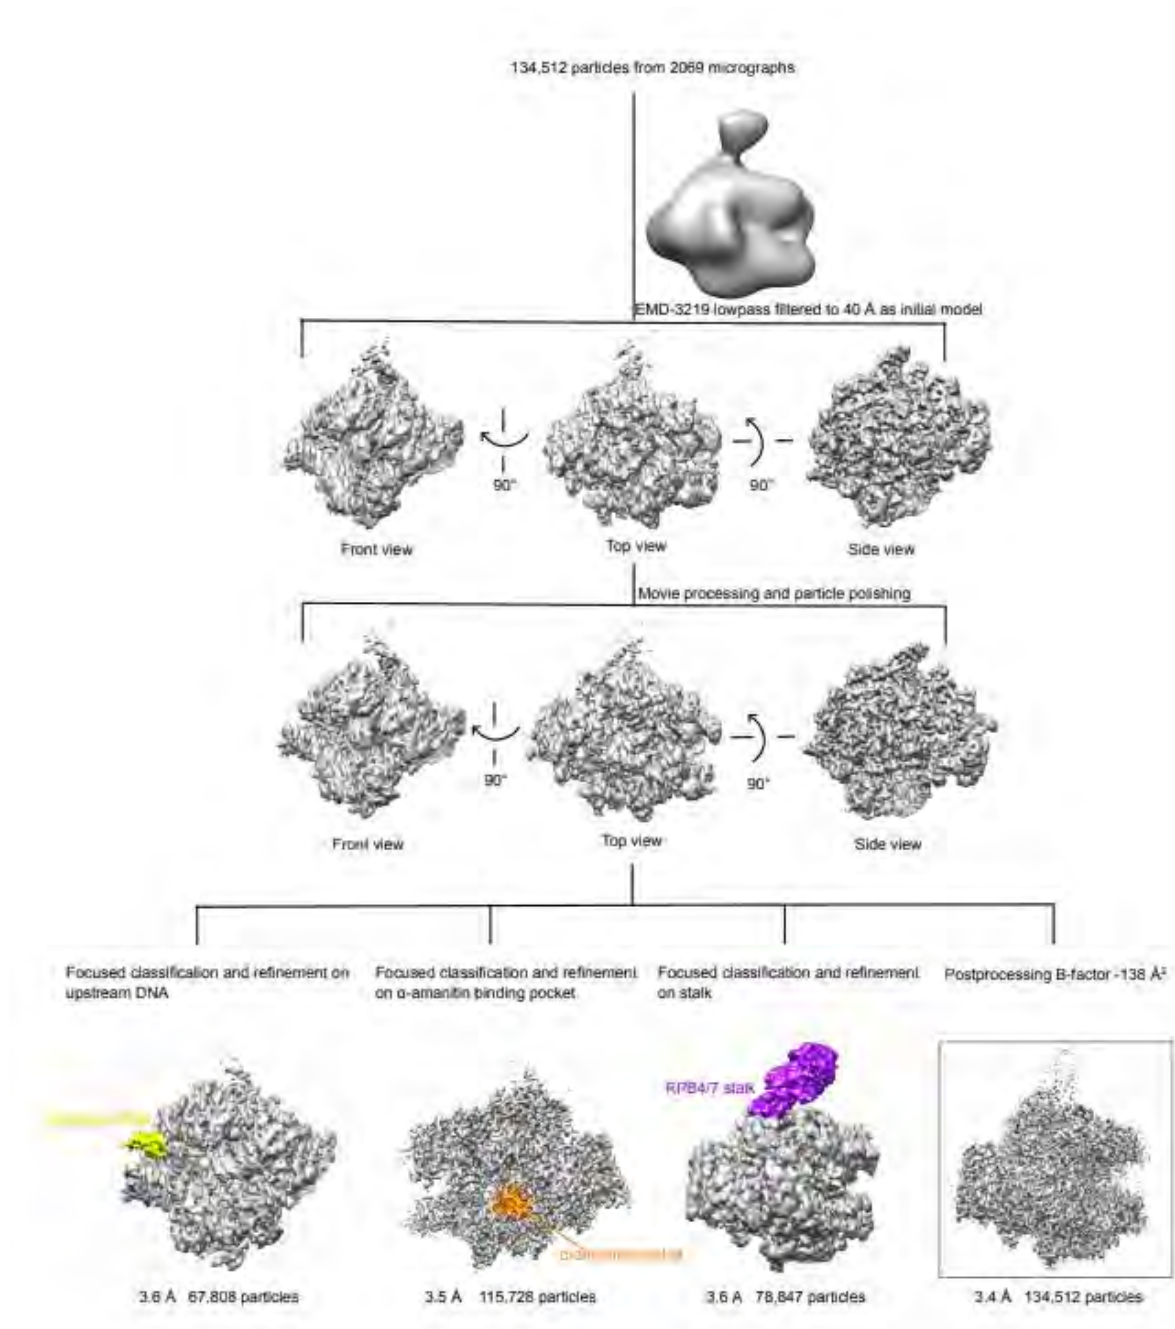 134,512 particles from 2069 micrographs
EMD-3219 lowpass filtered to 40 Å as initial model
90°
90°
Front view
Top view
Side view
Movie processing and particle polishing
90°
90°
Front view
Top view
Side view
Focused classification and refinement on
upstream DNA
Focused classification and refinement
on α-amanitin binding pocket
Focused classification and refinement
on stalk
Postprocessing B-factor -138 Å²
RPB4/7 stalk
3.6 Å 67,808 particles
3.5 Å 115,728 particles
3.6 Å 78,847 particles
3.4 Å 134,512 particles